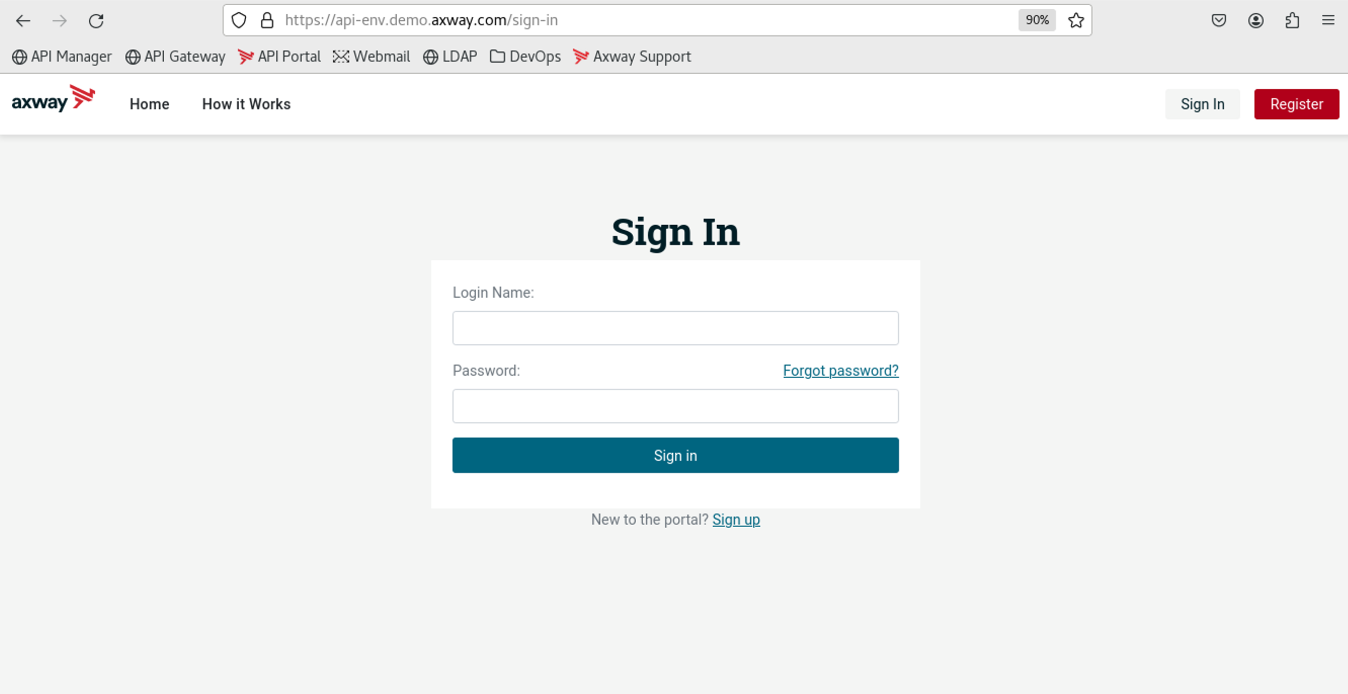 https://api-env.demo.axway.com/sign-in 90%
API Manager API Gateway API Portal Webmail LDAP DevOps Axway Support
axway Home How it Works Sign In Register
Sign In
Login Name:
Password: Forgot password?
Sign in
New to the portal? Sign up